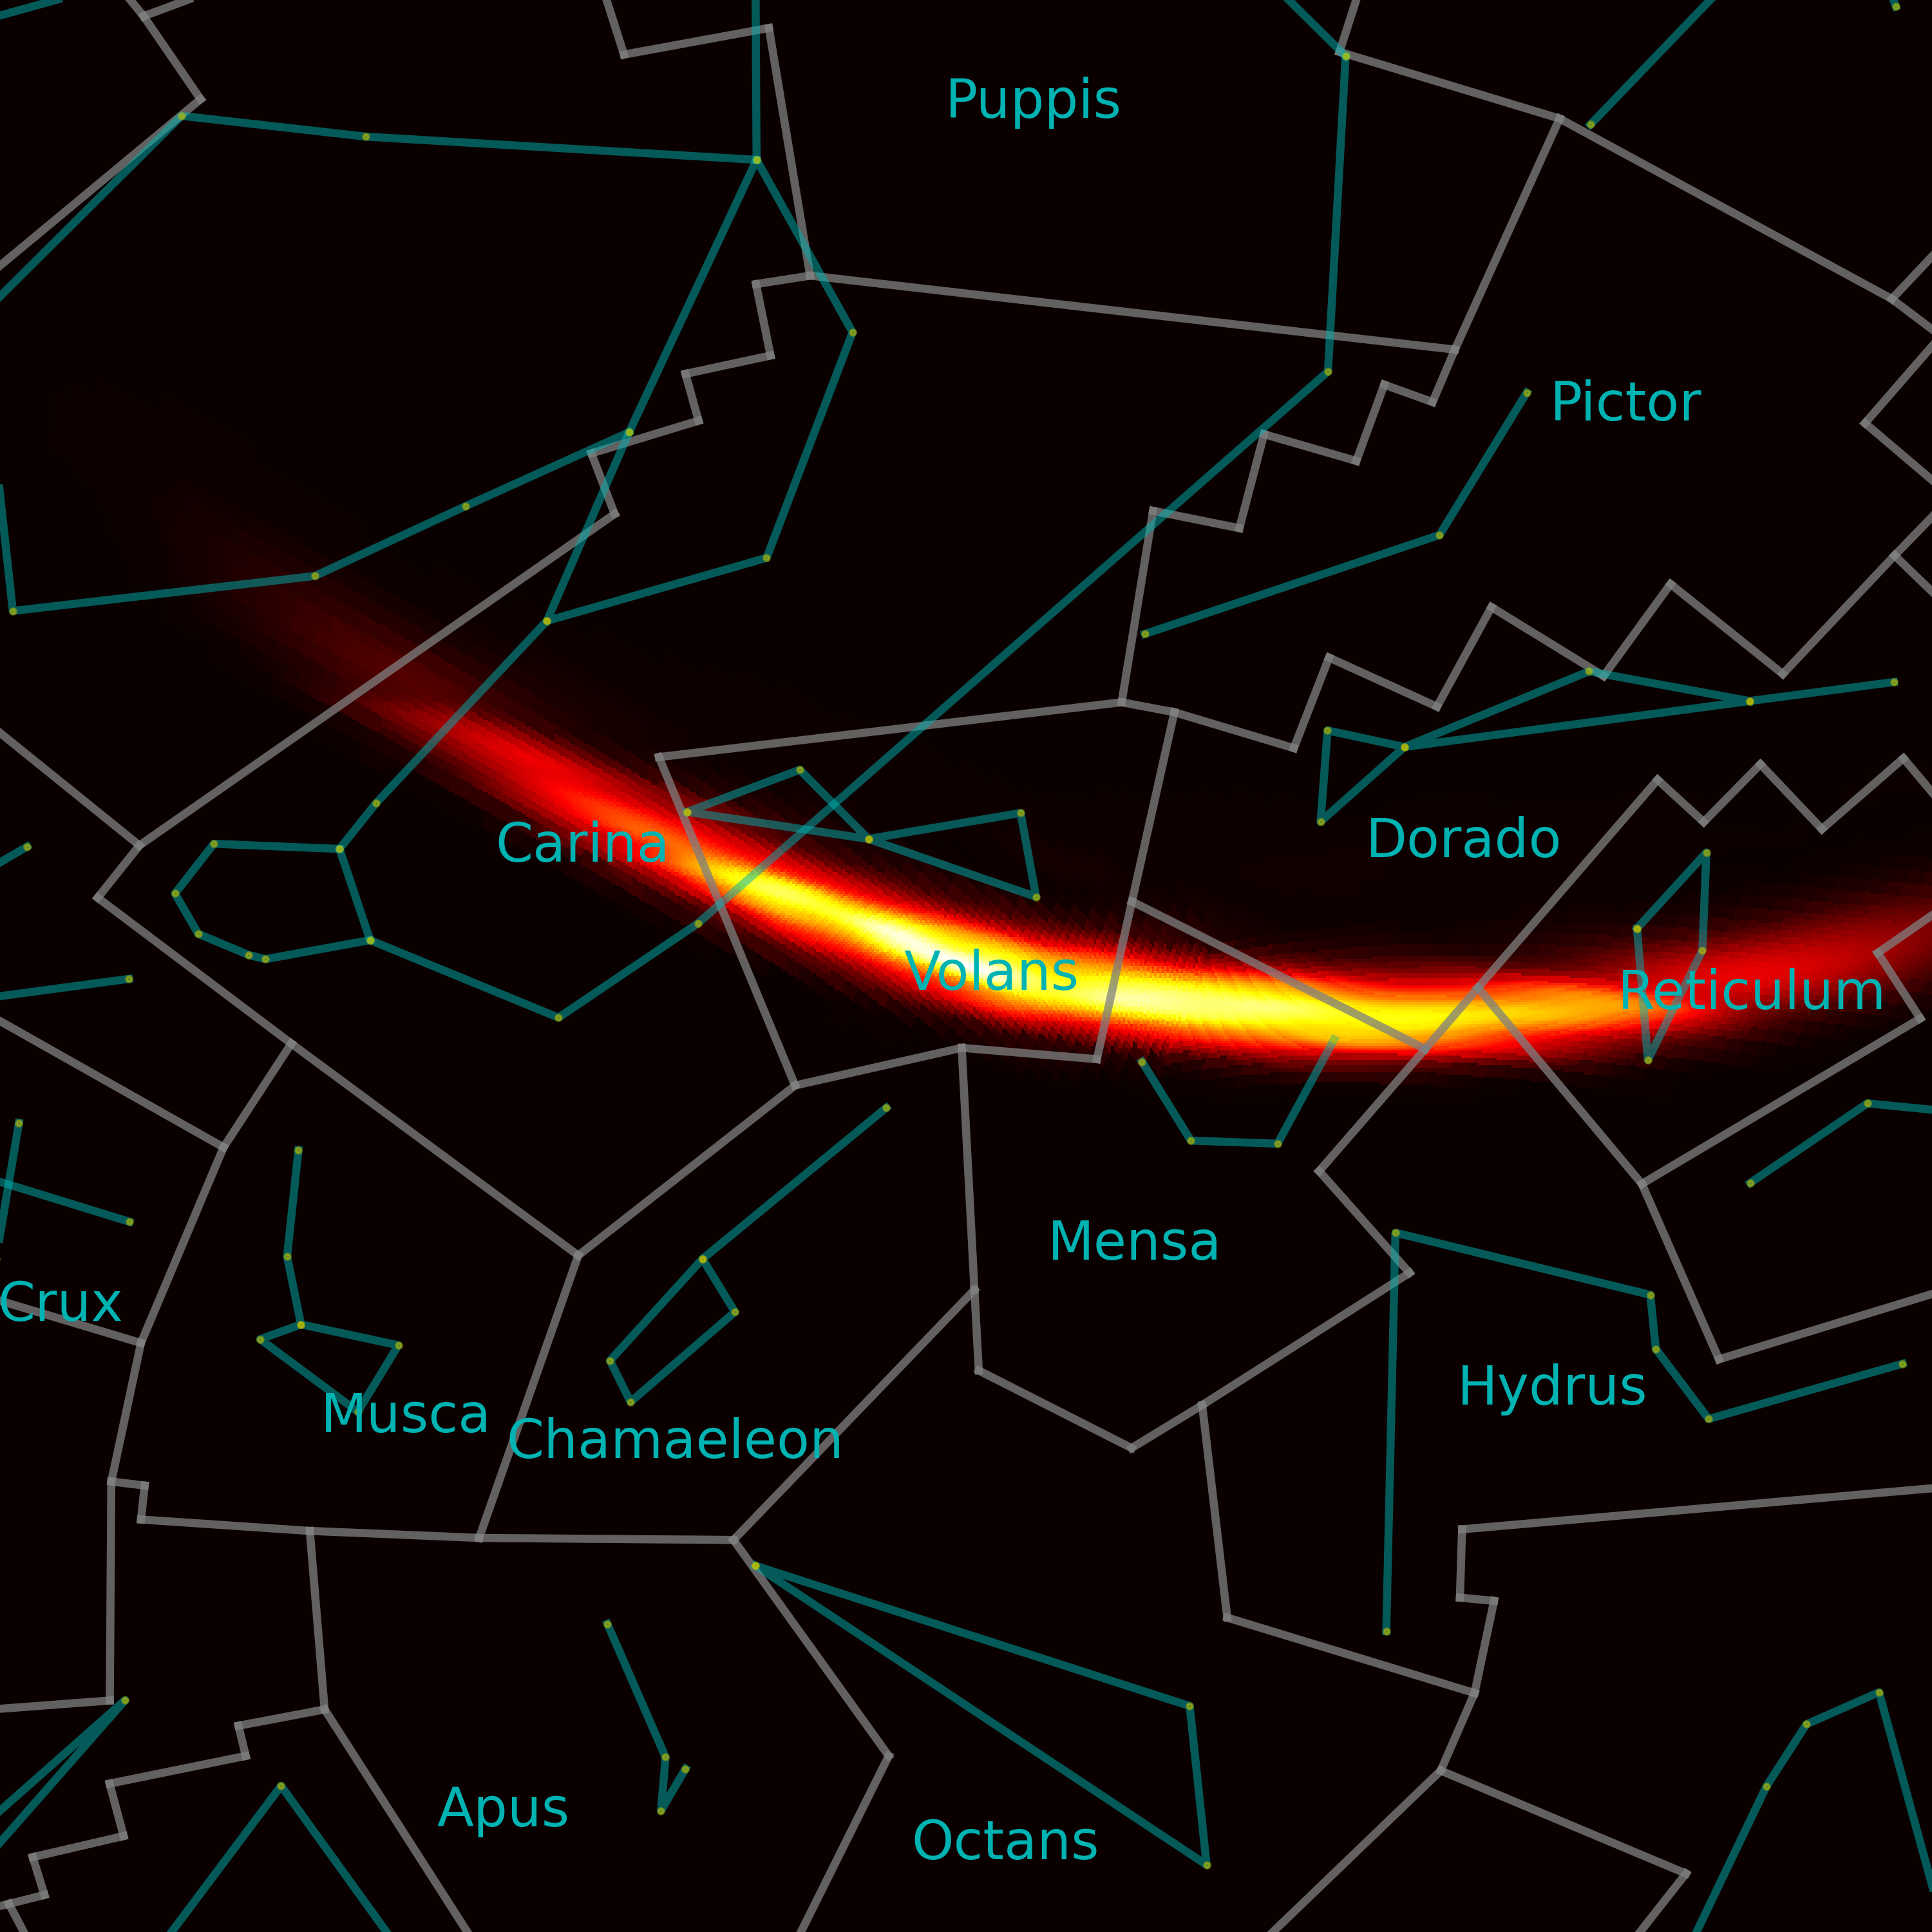 Puppis
Pictor
Carina
Dorado
Volans
Reticulum
Mensa
Crux
Hydrus
Musca
Chamaeleon
Apus
Octans